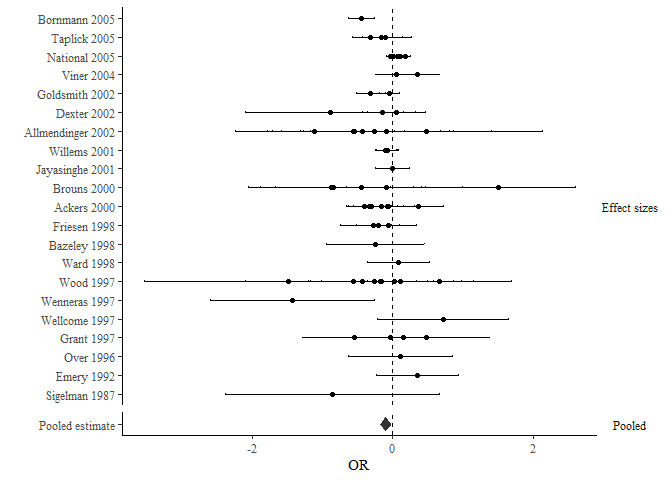 Bornmann 2005
Taplick 2005
National 2005
Viner 2004
Goldsmith 2002
Dexter 2002
Allmendinger 2002
Willems 2001
Jayasinghe 2001
Brouns 2000
Ackers 2000
Effect sizes
Friesen 1998
Bazeley 1998
Ward 1998
Wood 1997
Wenneras 1997
Wellcome 1997
Grant 1997
Over 1996
Emery 1992
Sigelman 1987
Pooled estimate
Pooled
-2 0 2
OR